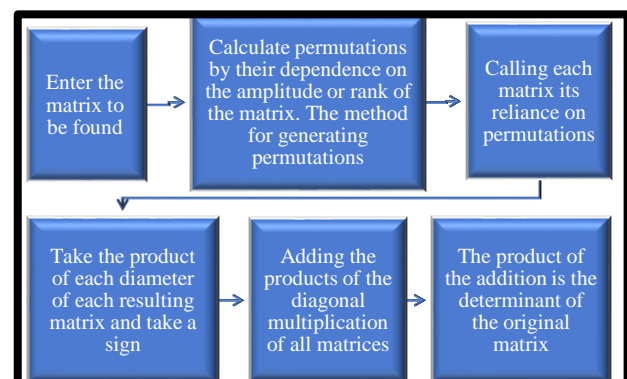 Enter the
matrix to
be found
Calculate permutations
by their dependence on
the amplitude or rank of
the matrix. The method
for generating
permutations
Calling each
matrix its
reliance on
permutations
Take the product
of each diameter
of each resulting
matrix and take a
sign
Adding the
products of the
diagonal
multiplication
of all matrices
The product of
the addition is the
determinant of
the original
matrix